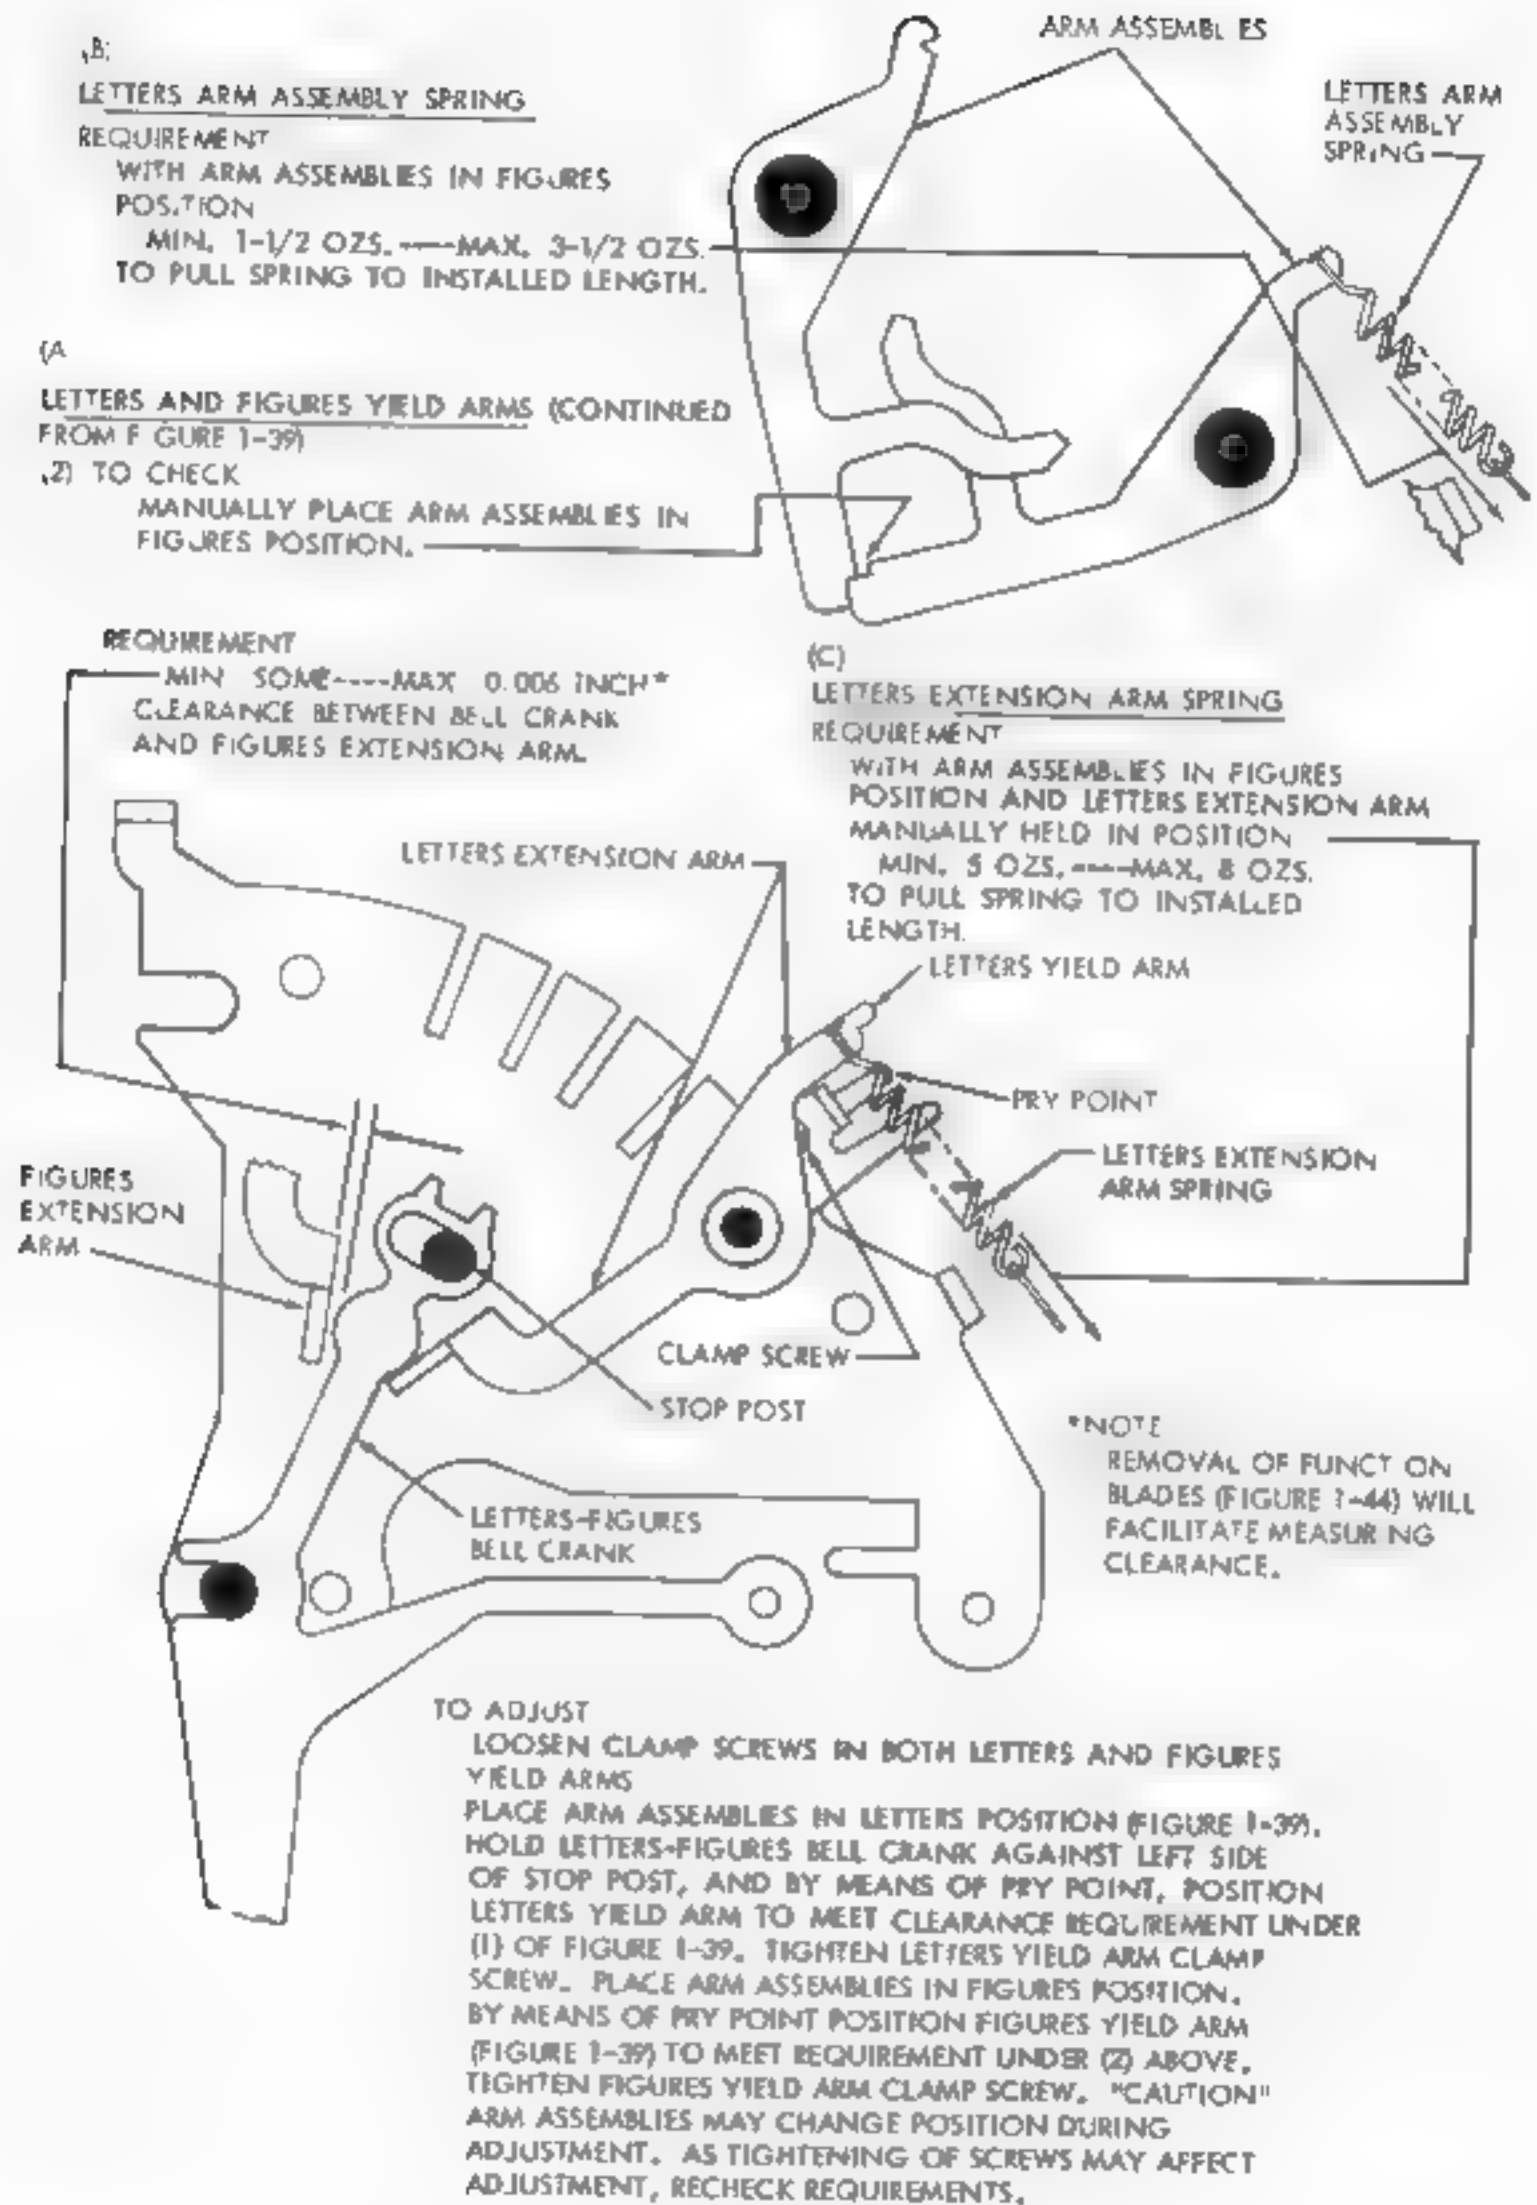 ARM ASSEMBL ES
,B;
LETTERS ARM ASSEMBLY SPRING
REQUIREMENT
WITH ARM ASSEMBLIES IN FIGURES
POSITION
MIN. 1-1/2 OZS.----MAX. 3-1/2 OZS.
TO PULL SPRING TO INSTALLED LENGTH.
LETTERS ARM
ASSEMBLY
SPRING
(A
LETTERS AND FIGURES YIELD ARMS (CONTINUED
FROM F GURE 1-39)
,2) TO CHECK
MANUALLY PLACE ARM ASSEMBLIES IN
FIGURES POSITION.
REQUIREMENT
MIN SOME----MAX 0.006 INCH*
CLEARANCE BETWEEN BELL CRANK
AND FIGURES EXTENSION ARM.
(C)
LETTERS EXTENSION ARM SPRING
REQUIREMENT
WITH ARM ASSEMBLIES IN FIGURES
POSITION AND LETTERS EXTENSION ARM
MANUALLY HELD IN POSITION
MIN. 5 OZS.----MAX. 8 OZS.
TO PULL SPRING TO INSTALLED
LENGTH.
LETTERS EXTENSION ARM
LETTERS YIELD ARM
PRY POINT
LETTERS EXTENSION
ARM SPRING
FIGURES
EXTENSION
ARM
CLAMP SCREW
STOP POST
LETTERS-FIGURES
BELL CRANK
*NOTE
REMOVAL OF FUNCT ON
BLADES (FIGURE 1-44) WILL
FACILITATE MEASUR NG
CLEARANCE.
TO ADJUST
LOOSEN CLAMP SCREWS IN BOTH LETTERS AND FIGURES
YIELD ARMS
PLACE ARM ASSEMBLIES IN LETTERS POSITION (FIGURE 1-39).
HOLD LETTERS-FIGURES BELL CRANK AGAINST LEFT SIDE
OF STOP POST, AND BY MEANS OF PRY POINT, POSITION
LETTERS YIELD ARM TO MEET CLEARANCE REQUIREMENT UNDER
(1) OF FIGURE 1-39. TIGHTEN LETTERS YIELD ARM CLAMP
SCREW. PLACE ARM ASSEMBLIES IN FIGURES POSITION.
BY MEANS OF PRY POINT POSITION FIGURES YIELD ARM
(FIGURE 1-39) TO MEET REQUIREMENT UNDER (2) ABOVE.
TIGHTEN FIGURES YIELD ARM CLAMP SCREW. "CAUTION"
ARM ASSEMBLIES MAY CHANGE POSITION DURING
ADJUSTMENT. AS TIGHTENING OF SCREWS MAY AFFECT
ADJUSTMENT, RECHECK REQUIREMENTS.